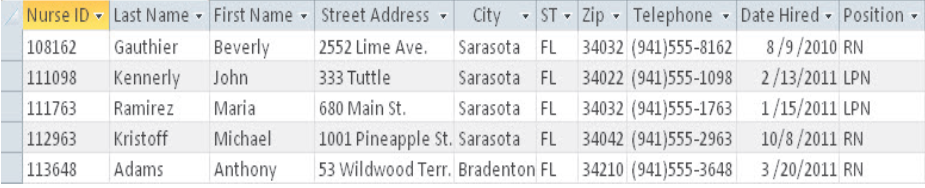 Nurse ID Last Name First Name Street Address City ST Zip Telephone Date Hired Position
108162 Gauthier Beverly 2552 Lime Ave. Sarasota FL 34032 (941)555-8162 8 /9 /2010 RN
111098 Kennerly John 333 Tuttle Sarasota FL 34022 (941)555-1098 2 /13/2011 LPN
111763 Ramirez Maria 680 Main St. Sarasota FL 34032 (941)555-1763 1 /15/2011 LPN
112963 Kristoff Michael 1001 Pineapple St. Sarasota FL 34042 (941)555-2963 10/8 /2011 RN
113648 Adams Anthony 53 Wildwood Terr. Bradenton FL 34210 (941)555-3648 3 /20/2011 RN